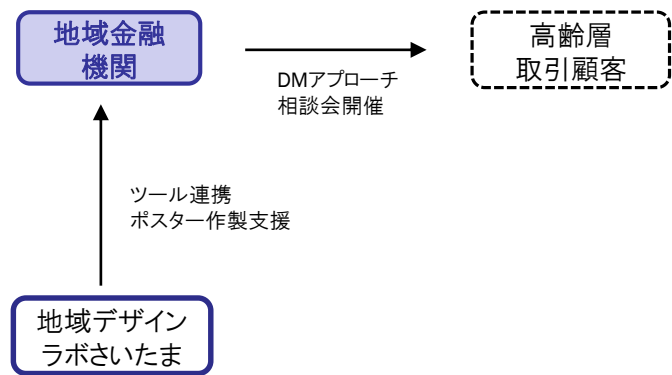 地域金融
機関
DMアプローチ
相談会開催
高齢層
取引顧客
ツール連携
ポスター作製支援
地域デザイン
ラボさいたま